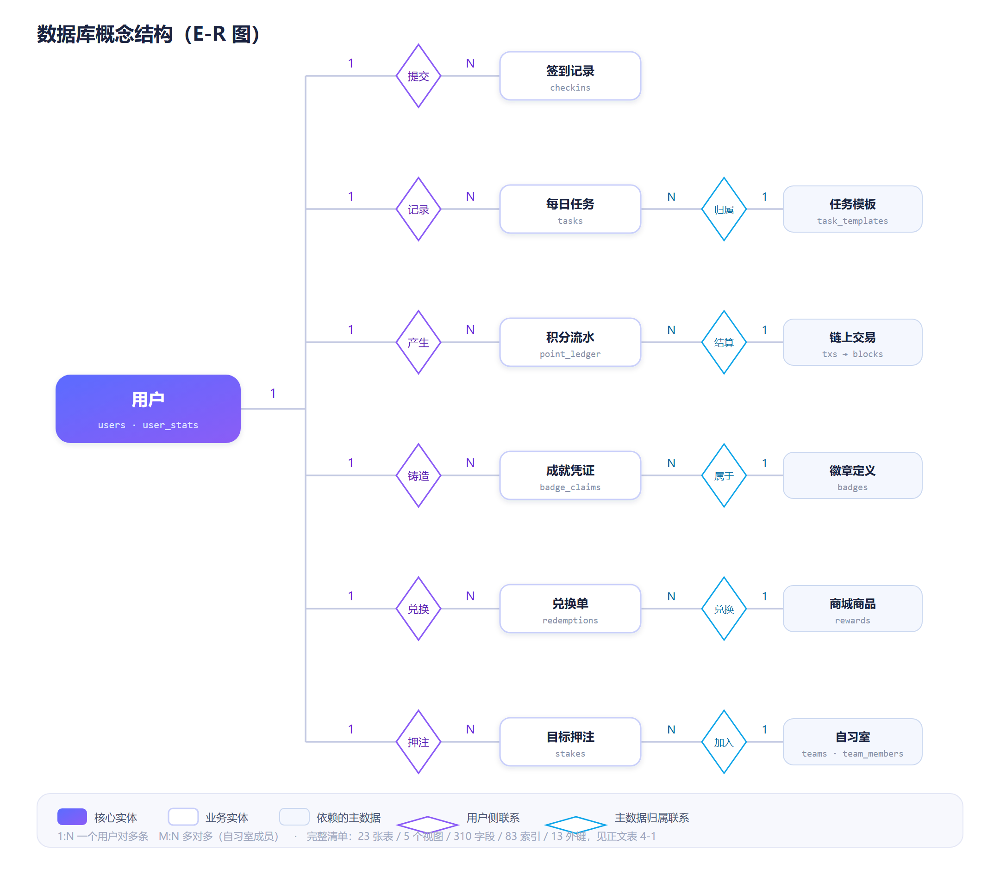 数据库概念结构（E-R 图）
1
提交
N
签到记录
checkins
1
记录
N
每日任务
tasks
N
归属
1
任务模板
task_templates
1
产生
N
积分流水
point_ledger
N
结算
1
链上交易
txs → blocks
用户
users · user_stats
1
1
铸造
N
成就凭证
badge_claims
N
属于
1
徽章定义
badges
1
兑换
N
兑换单
redemptions
N
兑换
1
商城商品
rewards
1
押注
N
目标押注
stakes
N
加入
1
自习室
teams · team_members
核心实体 业务实体 依赖的主数据 用户侧联系 主数据归属联系
1:N 一个用户对多条 M:N 多对多（自习室成员） · 完整清单：23 张表 / 5 个视图 / 310 字段 / 83 索引 / 13 外键，见正文表 4-1